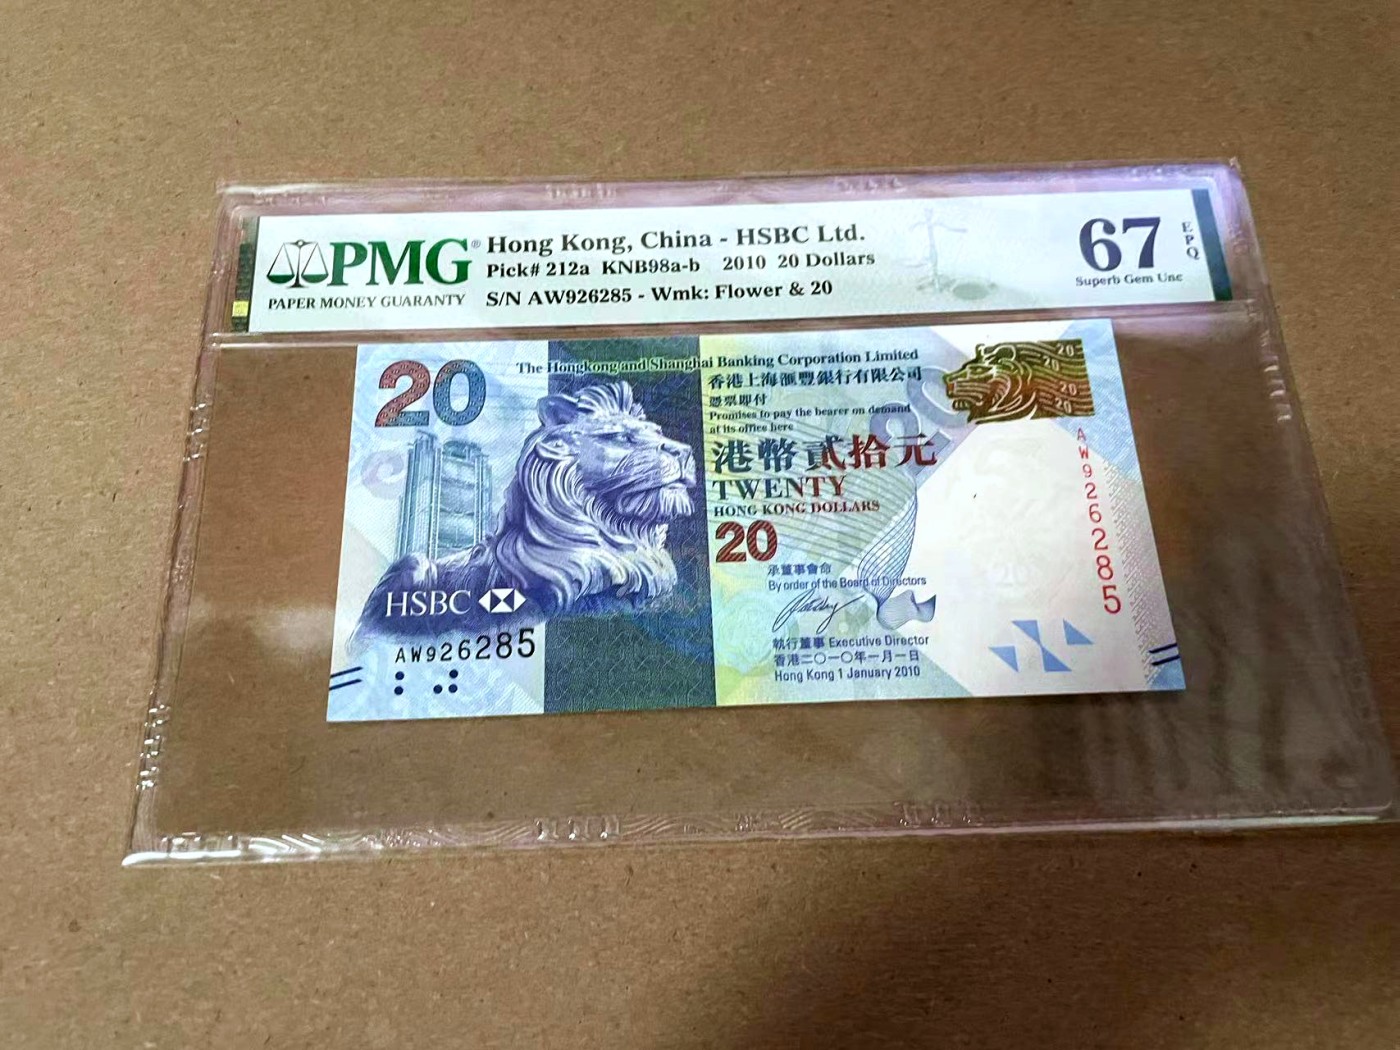 PMG®
PAPER MONEY GUARANTY
Hong Kong, China - HSBC Ltd.
Pick# 212a KNB98a-b 2010 20 Dollars
S/N AW926285 - Wmk: Flower & 20
67
EPQ
Superb Gem Unc
20
The Hongkong and Shanghai Banking Corporation Limited
香港上海滙豐銀行有限公司
憑票即付
Promises to pay the bearer on demand
at its office here
港幣貳拾元
TWENTY
HONG KONG DOLLARS
20
承董事會命
By order of the Board of Directors
執行董事 Executive Director
香港二〇一〇年一月一日
Hong Kong 1 January 2010
HSBC
AW926285
20
20
20
20
AW926285